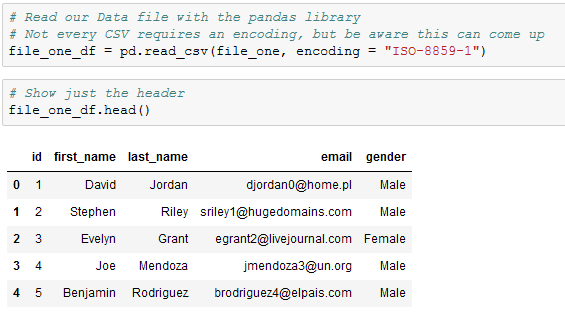 # Read our Data file with the pandas library
# Not every CSV requires an encoding, but be aware this can come up
file_one_df = pd.read_csv(file_one, encoding = "ISO-8859-1")
# Show just the header
file_one_df.head()
id first_name last_name email gender
0 1 David Jordan djordan0@home.pl Male
1 2 Stephen Riley sriley1@hugedomains.com Male
2 3 Evelyn Grant egrant2@livejournal.com Female
3 4 Joe Mendoza jmendoza3@un.org Male
4 5 Benjamin Rodriguez brodriguez4@elpais.com Male